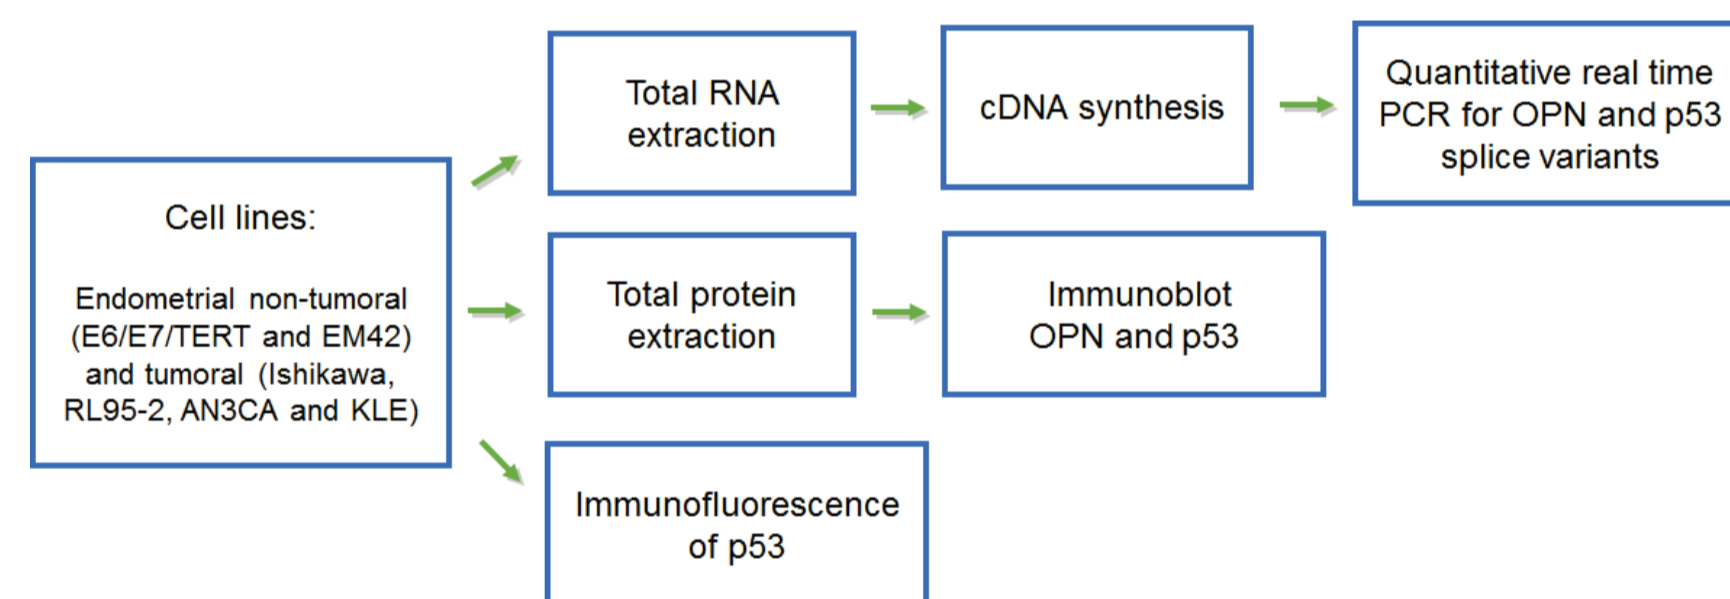 Cell lines:
Endometrial non-tumoral
(E6/E7/TERT and EM42)
and tumoral (Ishikawa,
RL95-2, AN3CA and KLE)
Total RNA
extraction
cDNA synthesis
Quantitative real time
PCR for OPN and p53
splice variants
Total protein
extraction
Immunoblot
OPN and p53
Immunofluorescence
of p53